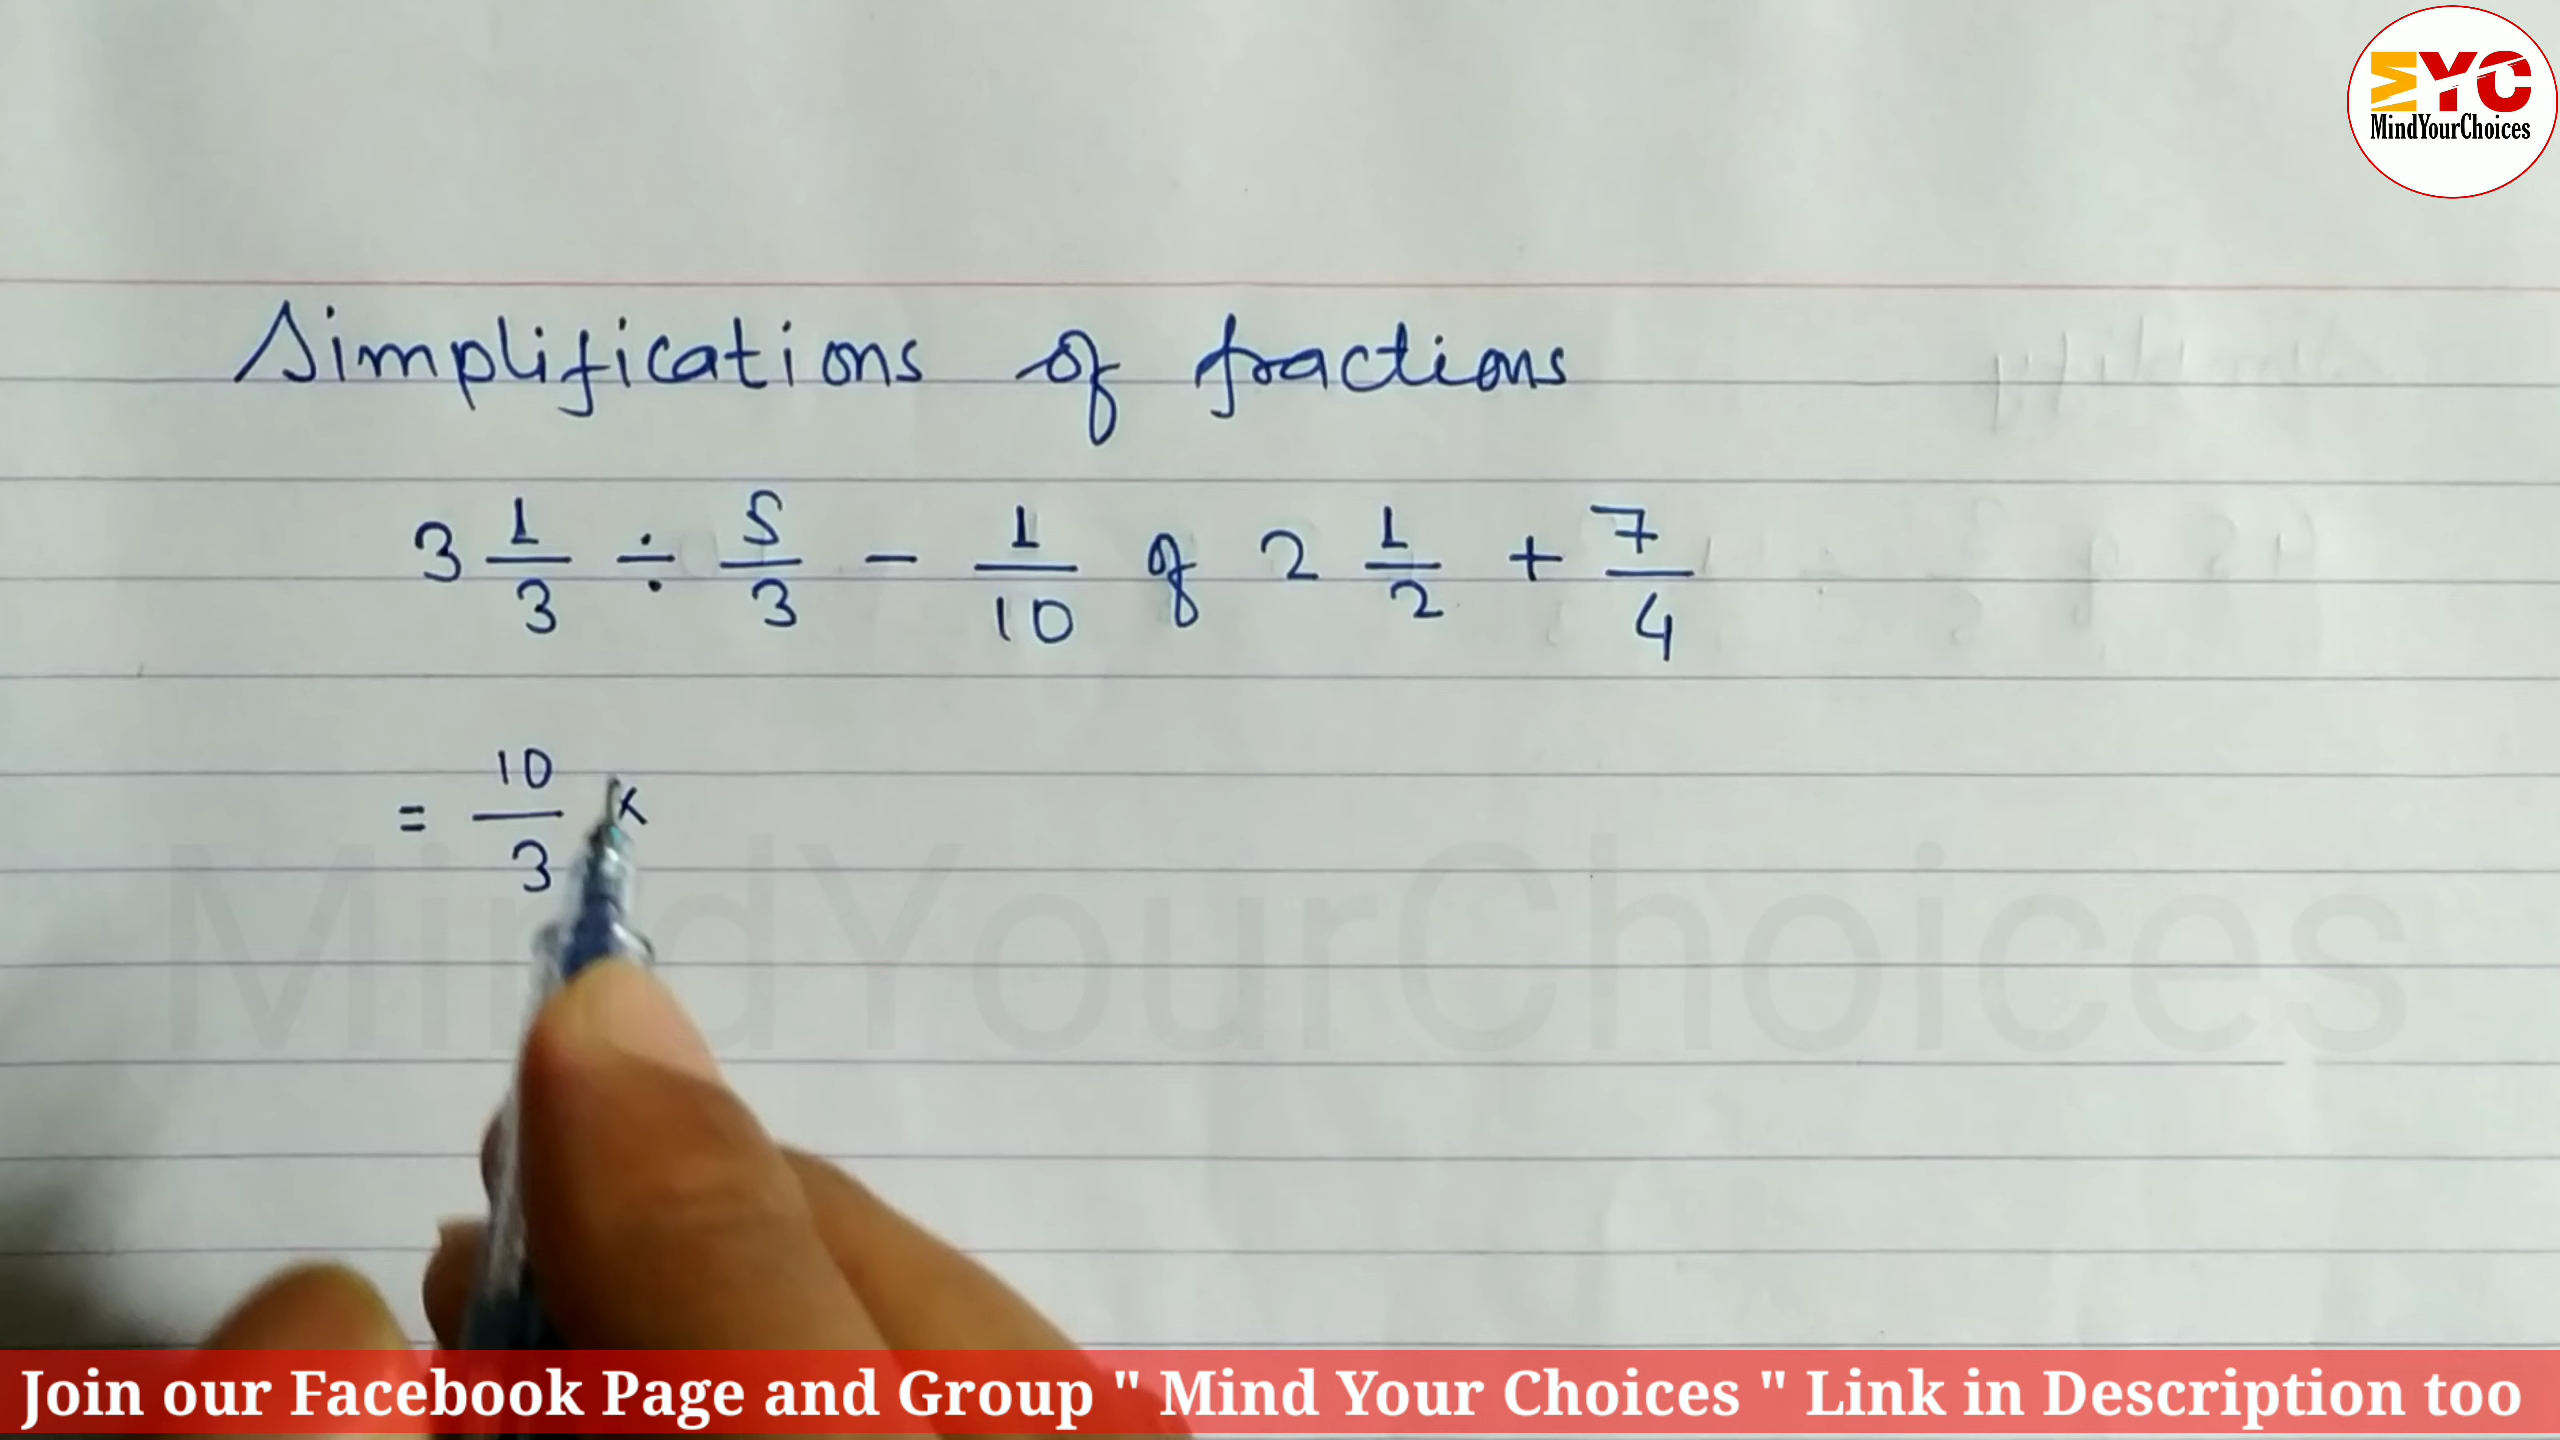 MYC
MindYourChoices
Simplifications of fractions
3 1/3 ÷ 5/3 - 1/10 of 2 1/2 + 7/4
= 10/3 ×
MindYourChoices
Join our Facebook Page and Group " Mind Your Choices " Link in Description too